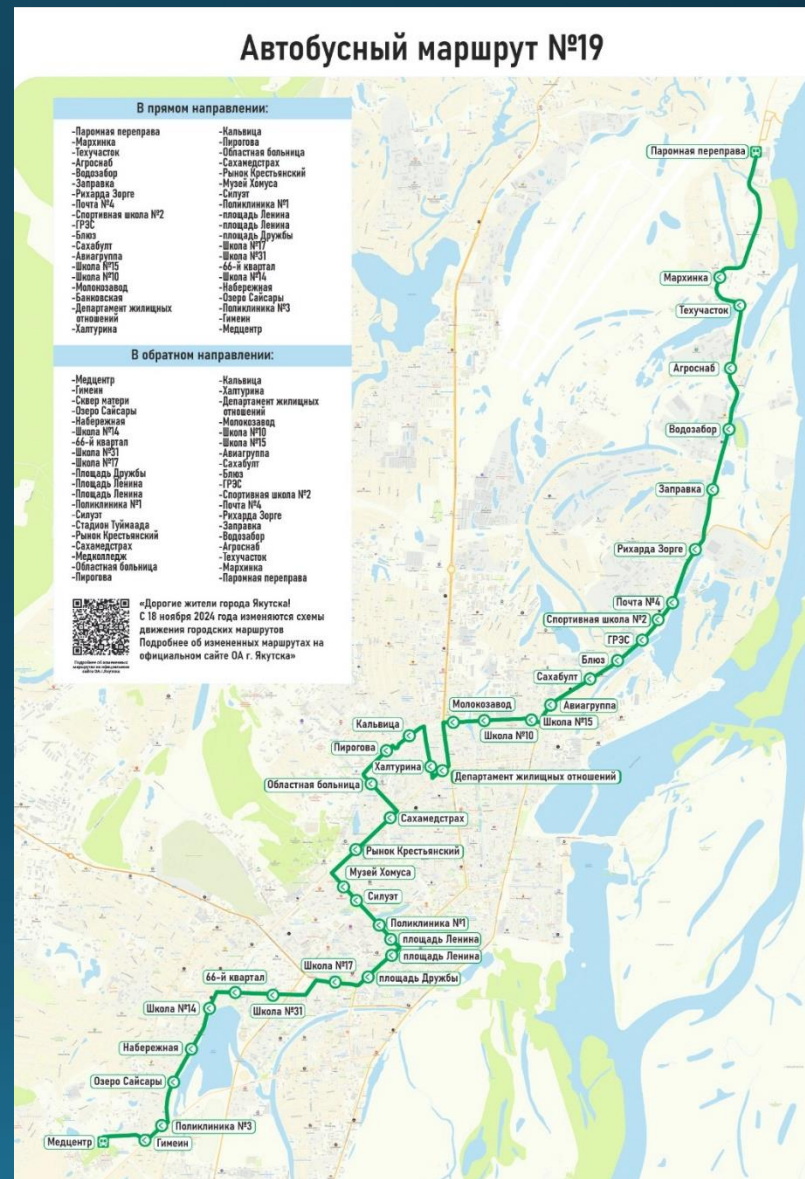 Автобусный маршрут №19
В прямом направлении:
-Паромная переправа
-Мархинка
-Техучасток
-Агроснаб
-Водозабор
-Заправка
-Рихарда Зорге
-Почта №4
-Спортивная школа №2
-ГРЭС
-Блюз
-Сахабулт
-Авиагруппа
-Школа №15
-Школа №10
-Молокозавод
-Банковская
-Департамент жилищных
отношений
-Халтурина
-Кальвица
-Пирогова
-Областная больница
-Сахамедстрах
-Рынок Крестьянский
-Музей Хомуса
-Силуэт
-Поликлиника №1
-площадь Ленина
-площадь Ленина
-площадь Дружбы
-Школа №17
-Школа №31
-66-й квартал
-Школа №14
-Набережная
-Озеро Сайсары
-Поликлиника №3
-Гимеин
-Медцентр
В обратном направлении:
-Медцентр
-Гимеин
-Сквер матери
-Озеро Сайсары
-Набережная
-Школа №14
-66-й квартал
-Школа №31
-Школа №17
-Площадь Дружбы
-Площадь Ленина
-Площадь Ленина
-Поликлиника №1
-Силуэт
-Стадион Туймаада
-Рынок Крестьянский
-Сахамедстрах
-Медколледж
-Областная больница
-Пирогова
-Кальвица
-Халтурина
-Департамент жилищных
отношений
-Молокозавод
-Школа №10
-Школа №15
-Авиагруппа
-Сахабулт
-Блюз
-ГРЭС
-Спортивная школа №2
-Почта №4
-Рихарда Зорге
-Заправка
-Водозабор
-Агроснаб
-Техучасток
-Мархинка
-Паромная переправа
«Дорогие жители города Якутска!
С 18 ноября 2024 года изменяются схемы
движения городских маршрутов
Подробнее об измененных маршрутах на
официальном сайте ОА г. Якутска»
Подробнее об измененных
маршрутах на официальном
сайте ОА г. Якутска
Паромная переправа
Мархинка
Техучасток
Агроснаб
Водозабор
Заправка
Рихарда Зорге
Почта №4
Спортивная школа №2
ГРЭС
Блюз
Сахабулт
Авиагруппа
Школа №15
Школа №10
Молокозавод
Департамент жилищных отношений
Халтурина
Кальвица
Пирогова
Областная больница
Сахамедстрах
Рынок Крестьянский
Музей Хомуса
Силуэт
Поликлиника №1
площадь Ленина
площадь Ленина
площадь Дружбы
Школа №17
Школа №31
66-й квартал
Школа №14
Набережная
Озеро Сайсары
Поликлиника №3
Гимеин
Медцентр